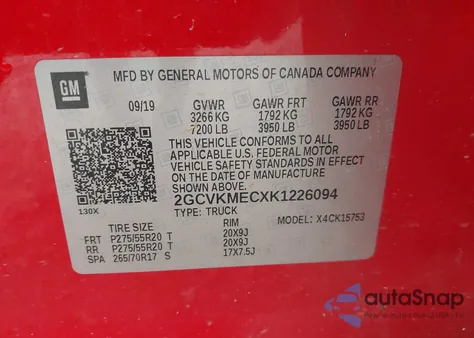 GM
MFD BY GENERAL MOTORS OF CANADA COMPANY
09/19 GVWR GAWR FRT GAWR RR
3266 KG 1792 KG 1792 KG
7200 LB 3950 LB 3950 LB
THIS VEHICLE CONFORMS TO ALL
APPLICABLE U.S. FEDERAL MOTOR
VEHICLE SAFETY STANDARDS IN EFFECT
ON THE DATE OF MANUFACTURE
SHOWN ABOVE.
2GCVKMECXK1226094
TYPE: TRUCK MODEL: X4CK15753
130X
TIRE SIZE RIM
FRT P275/55R20 T 20X9J
RR P275/55R20 T 20X9J
SPA 265/70R17 S 17X7.5J
autoSnap